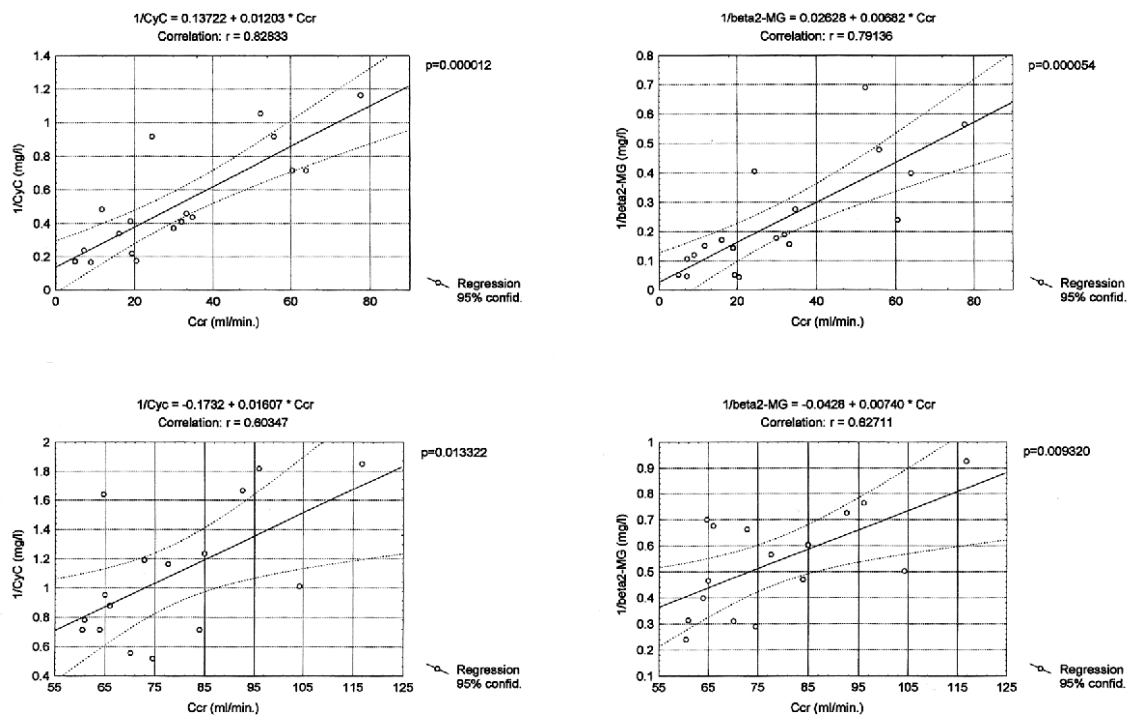 1/CyC = 0.13722 + 0.01203 * Ccr
Correlation: r = 0.82833
p=0.000012
1.4
1.2
1
0.8
0.6
0.4
0.2
0
1/CyC (mg/l)
0 20 40 60 80
Ccr (ml/min.)
Regression
95% confid.
1/beta2-MG = 0.02628 + 0.00682 * Ccr
Correlation: r = 0.79136
p=0.000054
0.8
0.7
0.6
0.5
0.4
0.3
0.2
0.1
0
1/beta2-MG (mg/l)
0 20 40 60 80
Ccr (ml/min.)
Regression
95% confid.
1/Cyc = -0.1732 + 0.01607 * Ccr
Correlation: r = 0.60347
p=0.013322
2
1.8
1.6
1.4
1.2
1
0.8
0.6
0.4
1/CyC (mg/l)
55 65 75 85 95 105 115 125
Ccr (ml/min.)
Regression
95% confid.
1/beta2-MG = -0.0428 + 0.00740 * Ccr
Correlation: r = 0.62711
p=0.009320
1
0.9
0.8
0.7
0.6
0.5
0.4
0.3
0.2
0.1
1/beta2-MG (mg/l)
55 65 75 85 95 105 115 125
Ccr (ml/min.)
Regression
95% confid.